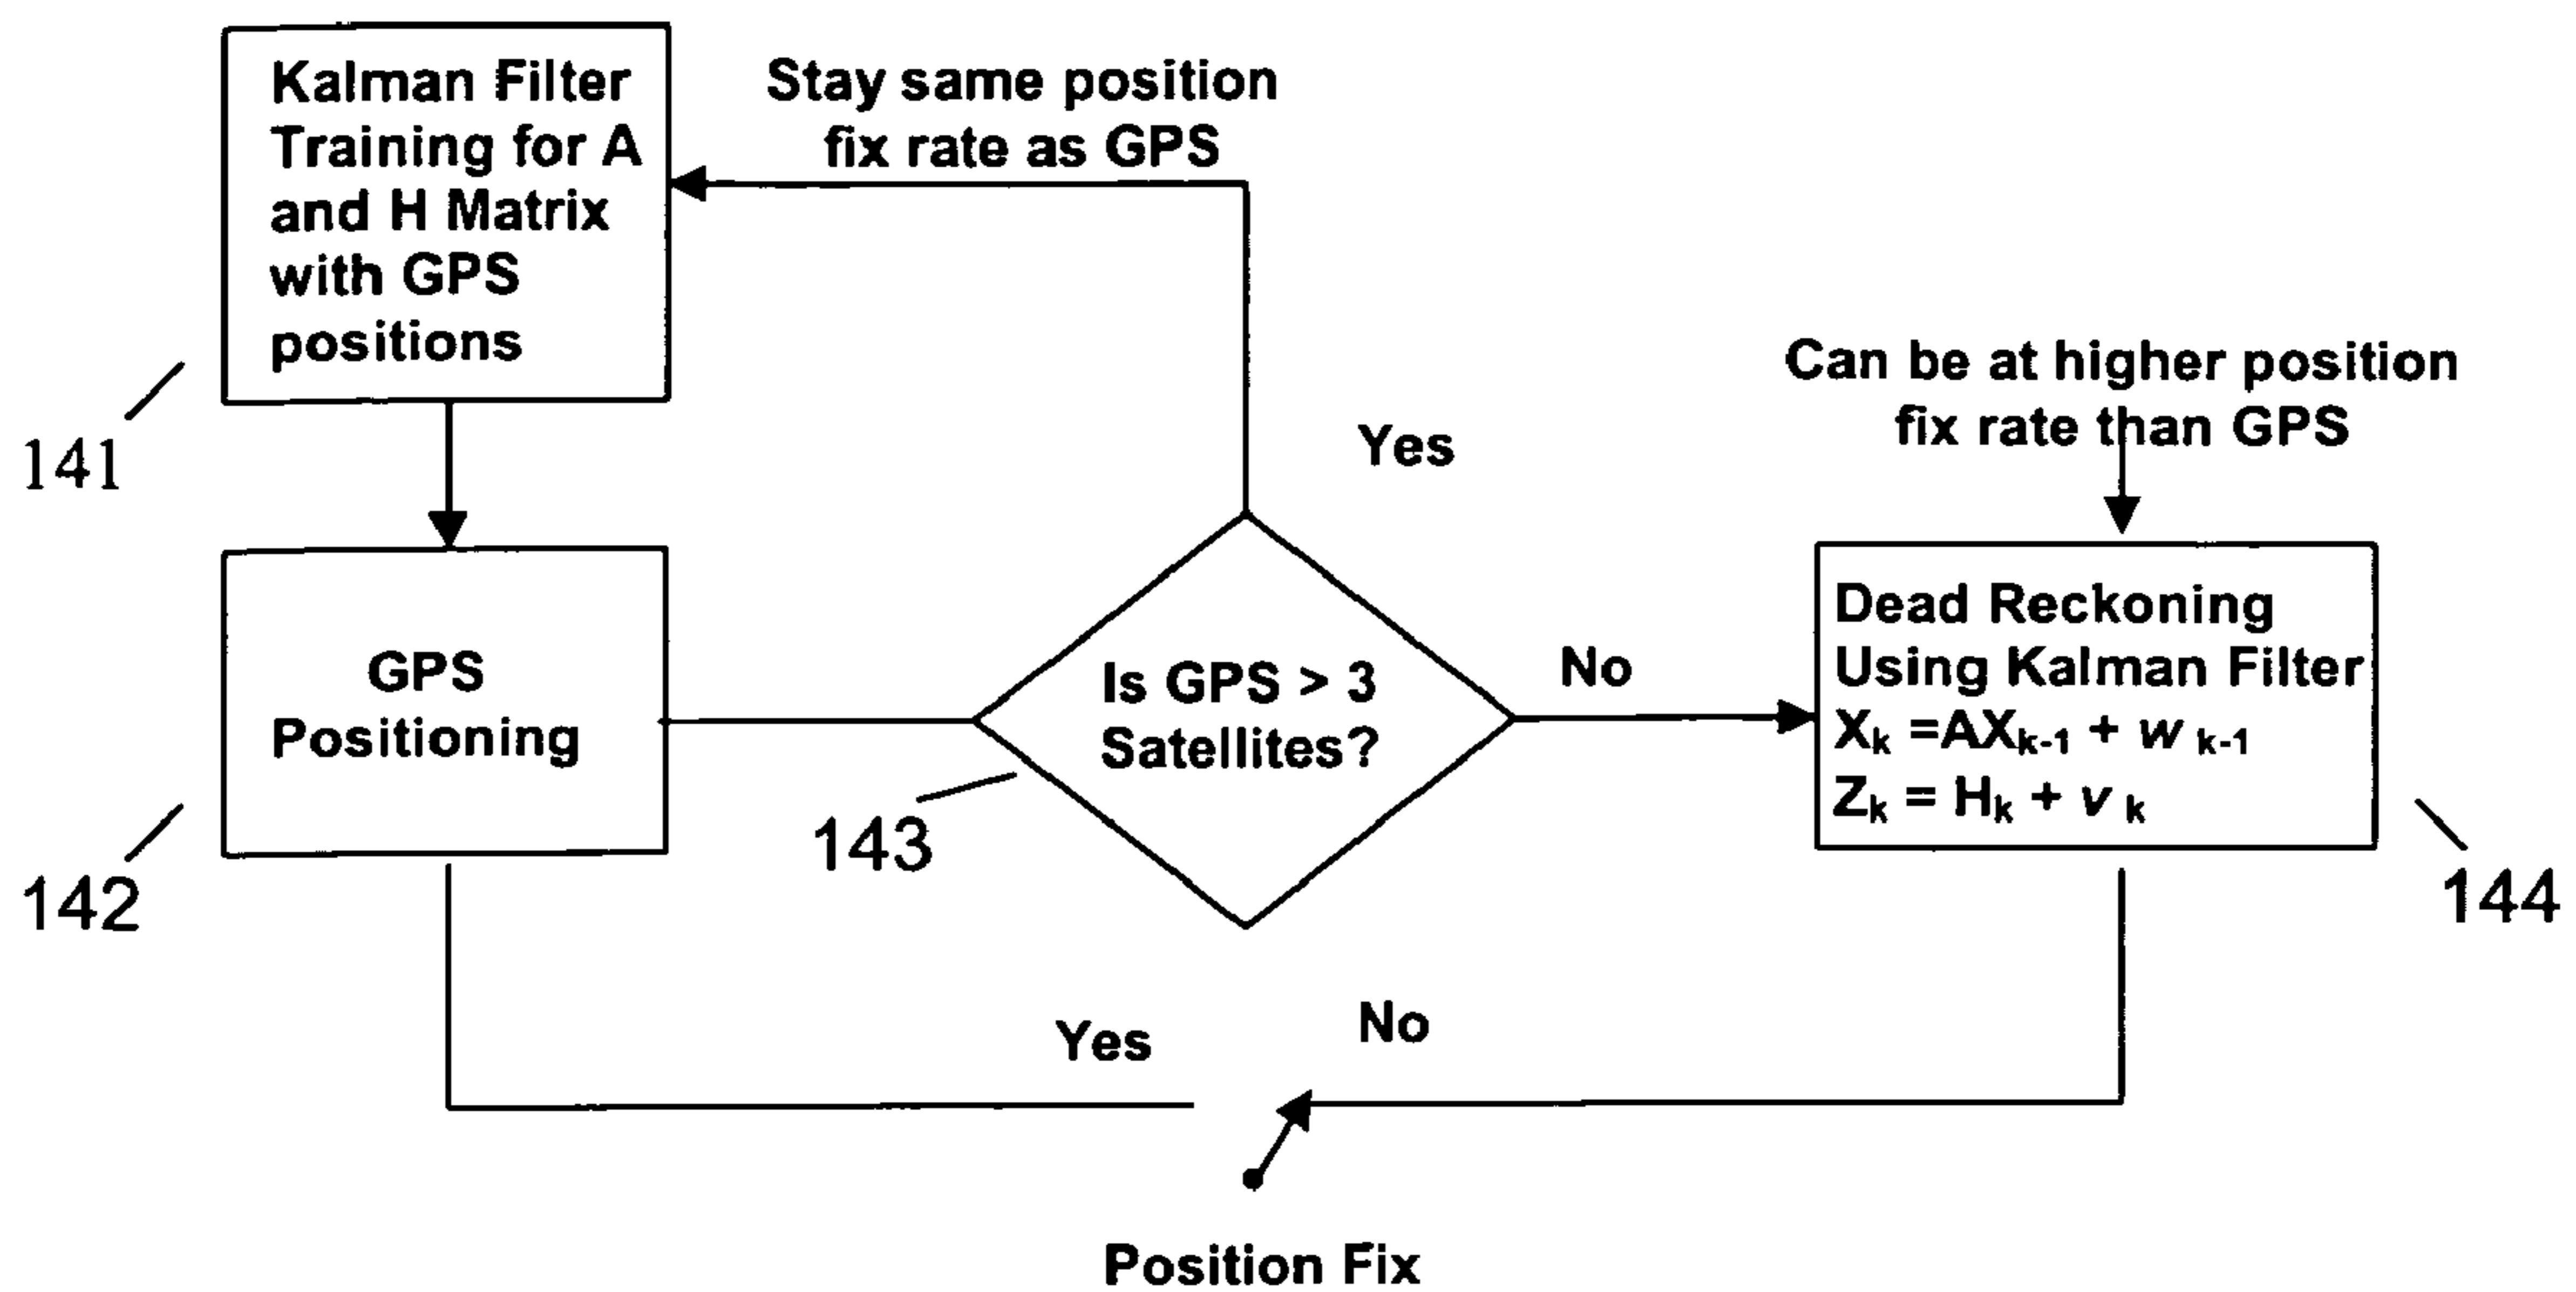 Kalman Filter
Training for A
and H Matrix
with GPS
positions
141
Stay same position
fix rate as GPS
Yes
Can be at higher position
fix rate than GPS
GPS
Positioning
142
Is GPS > 3
Satellites?
143
No
Dead Reckoning
Using Kalman Filter
Xₖ =AXₖ₋₁ + w ₖ₋₁
Zₖ = Hₖ + v ₖ
144
Yes
No
Position Fix